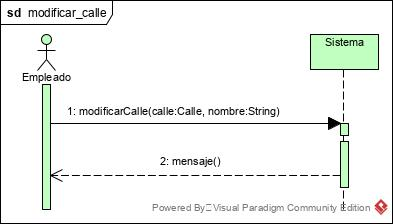 sd modificar_calle
Empleado
Sistema
1: modificarCalle(calle:Calle, nombre:String)
2: mensaje()
Powered By Visual Paradigm Community Edition